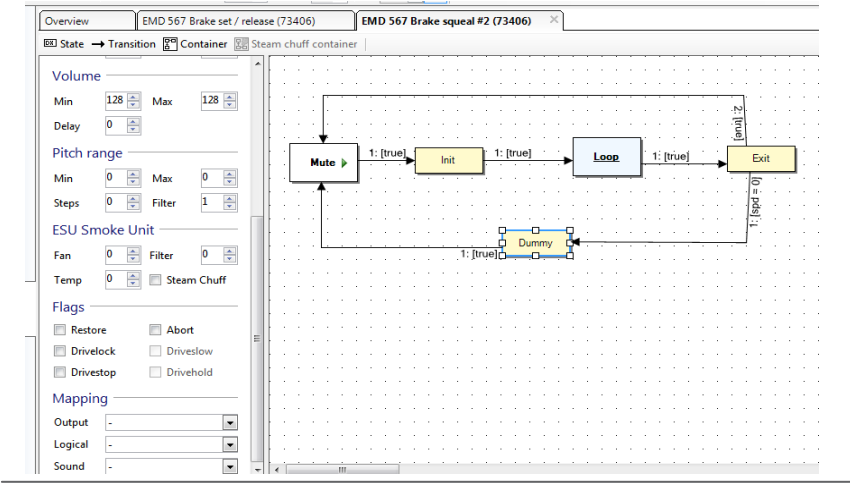 Overview EMD 567 Brake set / release (73406) EMD 567 Brake squeal #2 (73406)
State Transition Container Steam chuff container
Volume
Min 128 Max 128
Delay 0
Pitch range
Min 0 Max 0
Steps 0 Filter 1
ESU Smoke Unit
Fan 0 Filter 0
Temp 0 Steam Chuff
Flags
Restore Abort
Drivelock Driveslow
Drivestop Drivehold
Mapping
Output -
Logical -
Sound -
2: [true]
Mute 1: [true] Init 1: [true] Loop 1: [true] Exit
1: [spd = 0]
Dummy
1: [true]